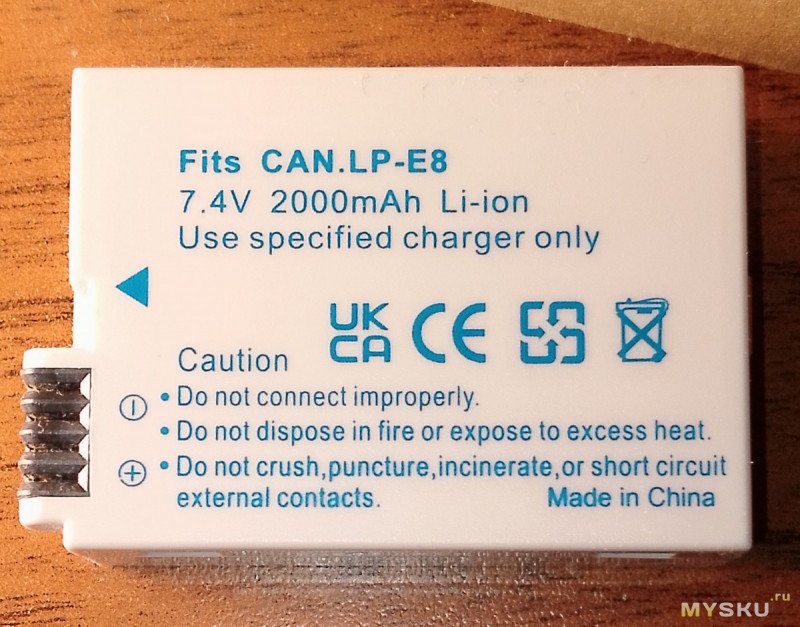 Fits CAN.LP-E8
7.4V 2000mAh Li-ion
Use specified charger only
UK
CA
CE
Caution
• Do not connect improperly.
• Do not dispose in fire or expose to excess heat.
• Do not crush,puncture,incinerate,or short circuit
external contacts.
Made in China
MYSKU.ru